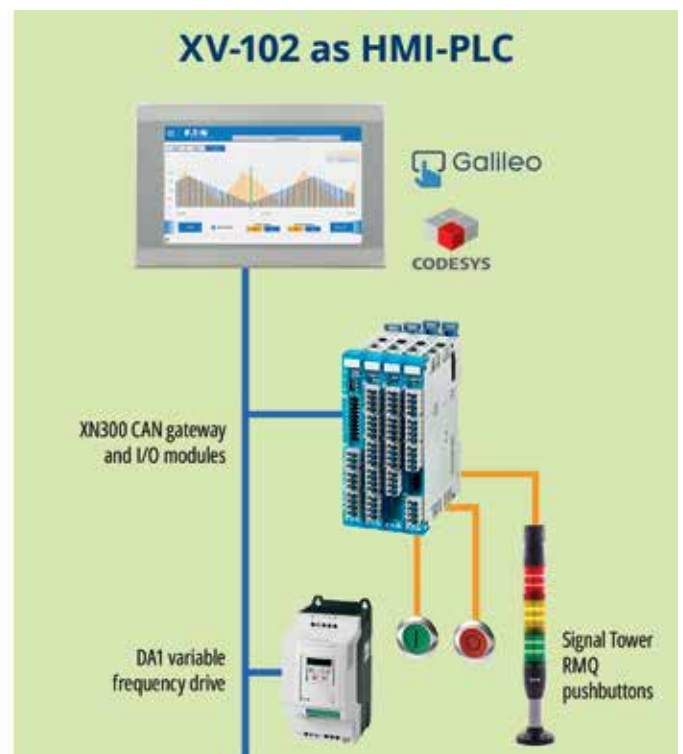 XV-102 as HMI-PLC
E·T·N
Galileo
CODESYS
XN300 CAN gateway
and I/O modules
DA1 variable
frequency drive
Signal Tower
RMQ
pushbuttons